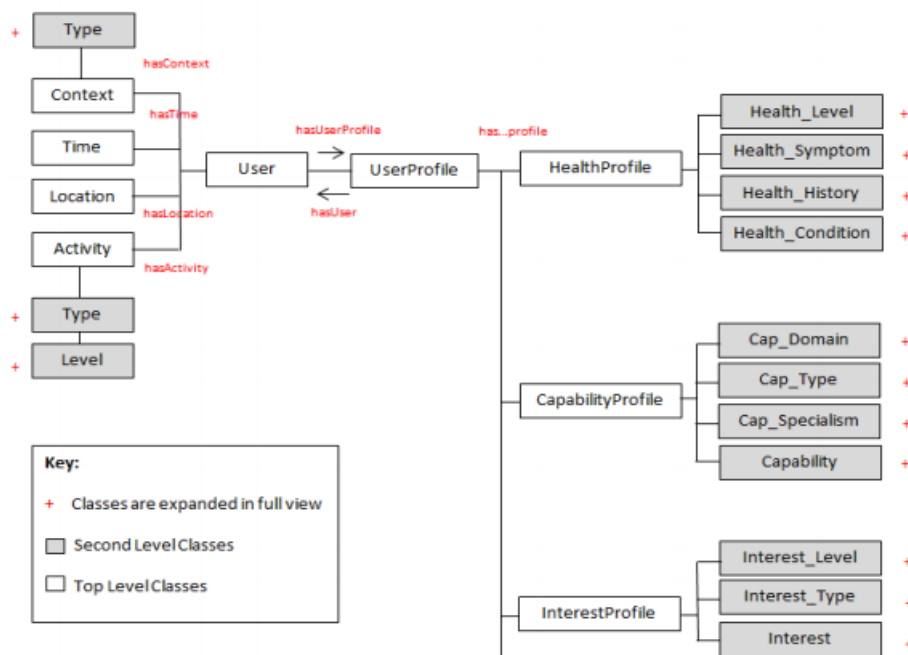 Type
hasContext
Context
hasTime
Time
Location
hasLocation
Activity
hasActivity
Type
Level
User
hasUserProfile
hasUser
UserProfile
has...profile
HealthProfile
Health_Level
Health_Symptom
Health_History
Health_Condition
CapabilityProfile
Cap_Domain
Cap_Type
Cap_Specialism
Capability
InterestProfile
Interest_Level
Interest_Type
Interest
Key:
+ Classes are expanded in full view
Second Level Classes
Top Level Classes